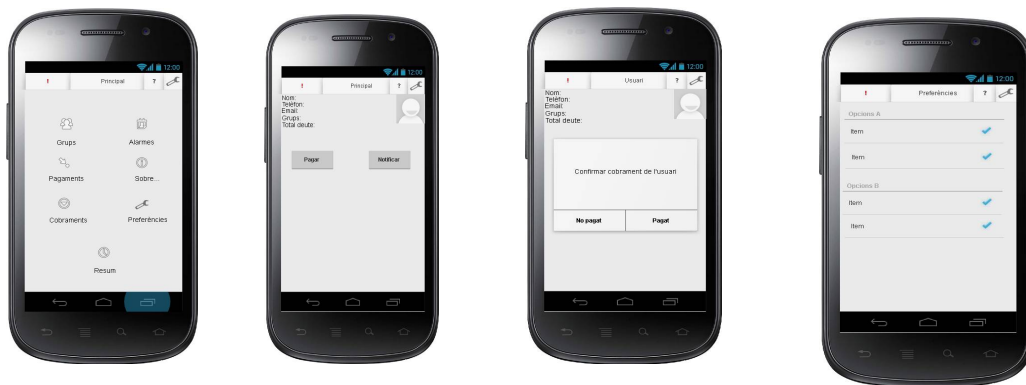 12:00
! Principal ?
Grups Alarmes
Pagaments Sobre...
Cobraments Preferències
Resum
12:00
! Principal ?
Nom:
Telèfon:
Email:
Grups:
Total deute:
Pagar Notificar
12:00
! Usuari ?
Nom:
Telèfon:
Email:
Grups:
Total deute:
Confirmar cobrament de l'usuari
No pagat Pagat
12:00
! Preferències ?
Opcions A
Item
Item
Opcions B
Item
Item